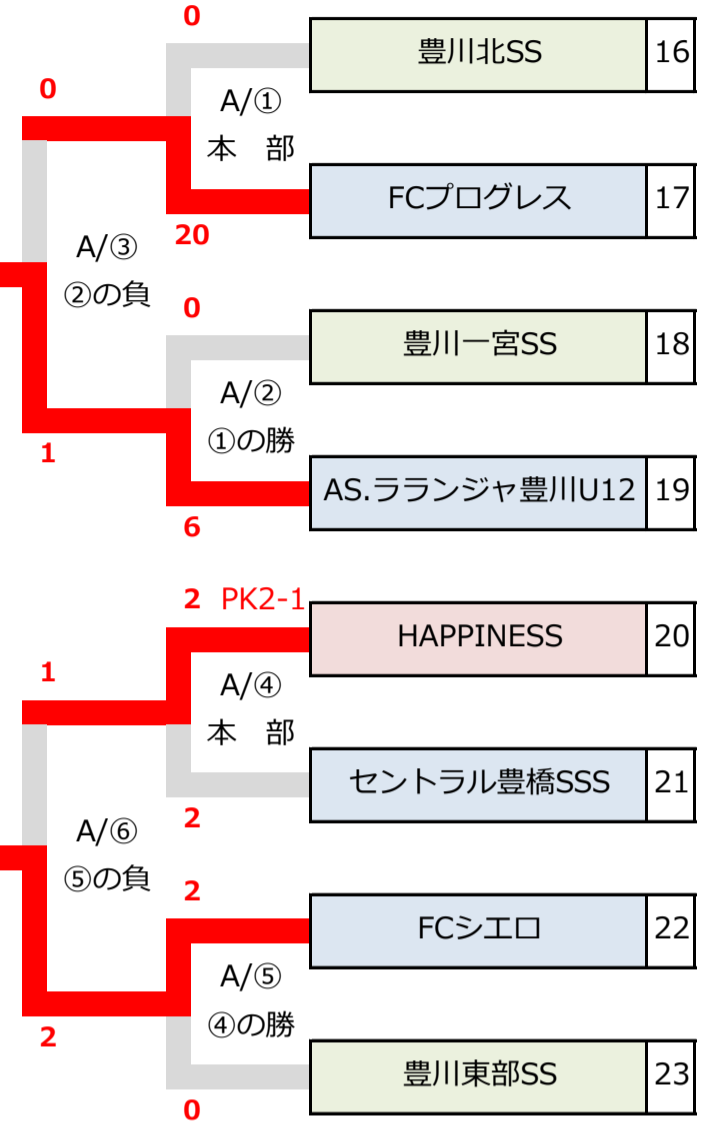 0
豊川北SS 16
0
A/①
本　部
FCプログレス 17
20
A/③
②の負
0
豊川一宮SS 18
A/②
①の勝
1
AS.ラランジャ豊川U12 19
6
2 PK2-1
HAPPINESS 20
1
A/④
本　部
セントラル豊橋SSS 21
2
A/⑥
⑤の負
2
FCシエロ 22
A/⑤
④の勝
2
豊川東部SS 23
0